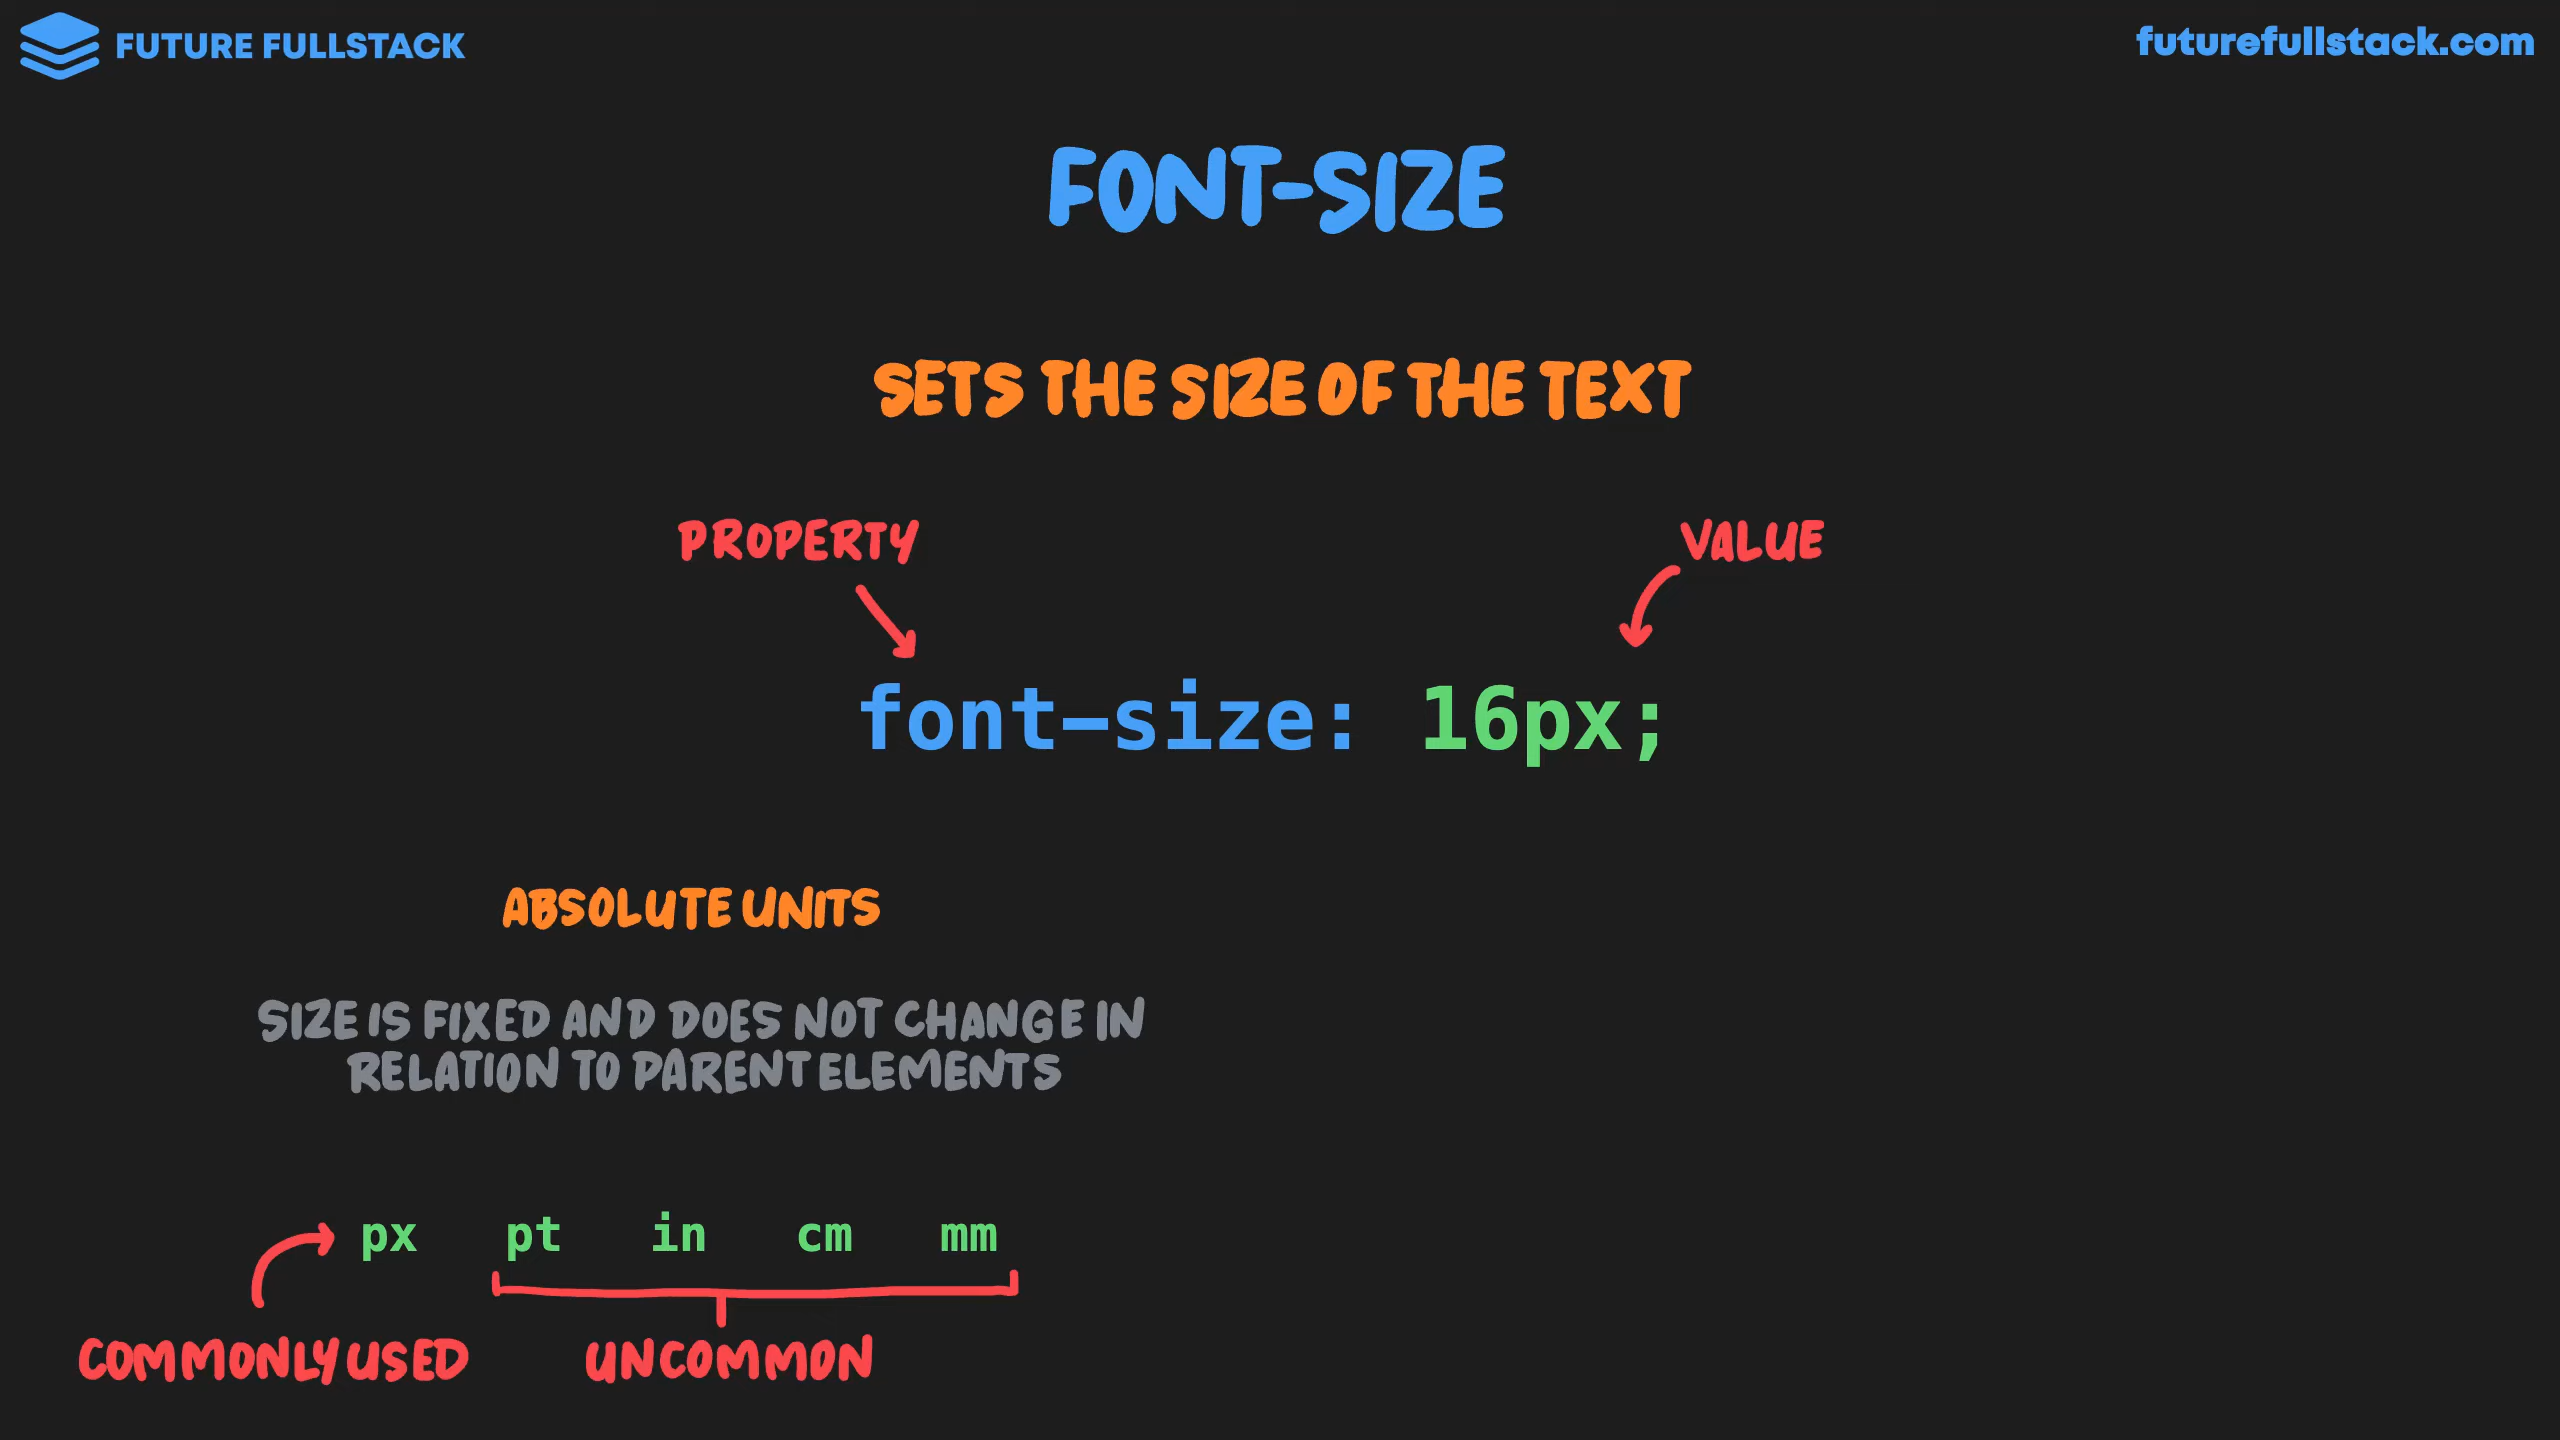 FUTURE FULLSTACK
futurefullstack.com
FONT-SIZE
SETS THE SIZE OF THE TEXT
PROPERTY
VALUE
font-size: 16px;
ABSOLUTE UNITS
SIZE IS FIXED AND DOES NOT CHANGE IN
RELATION TO PARENT ELEMENTS
px pt in cm mm
COMMONLY USED
UNCOMMON